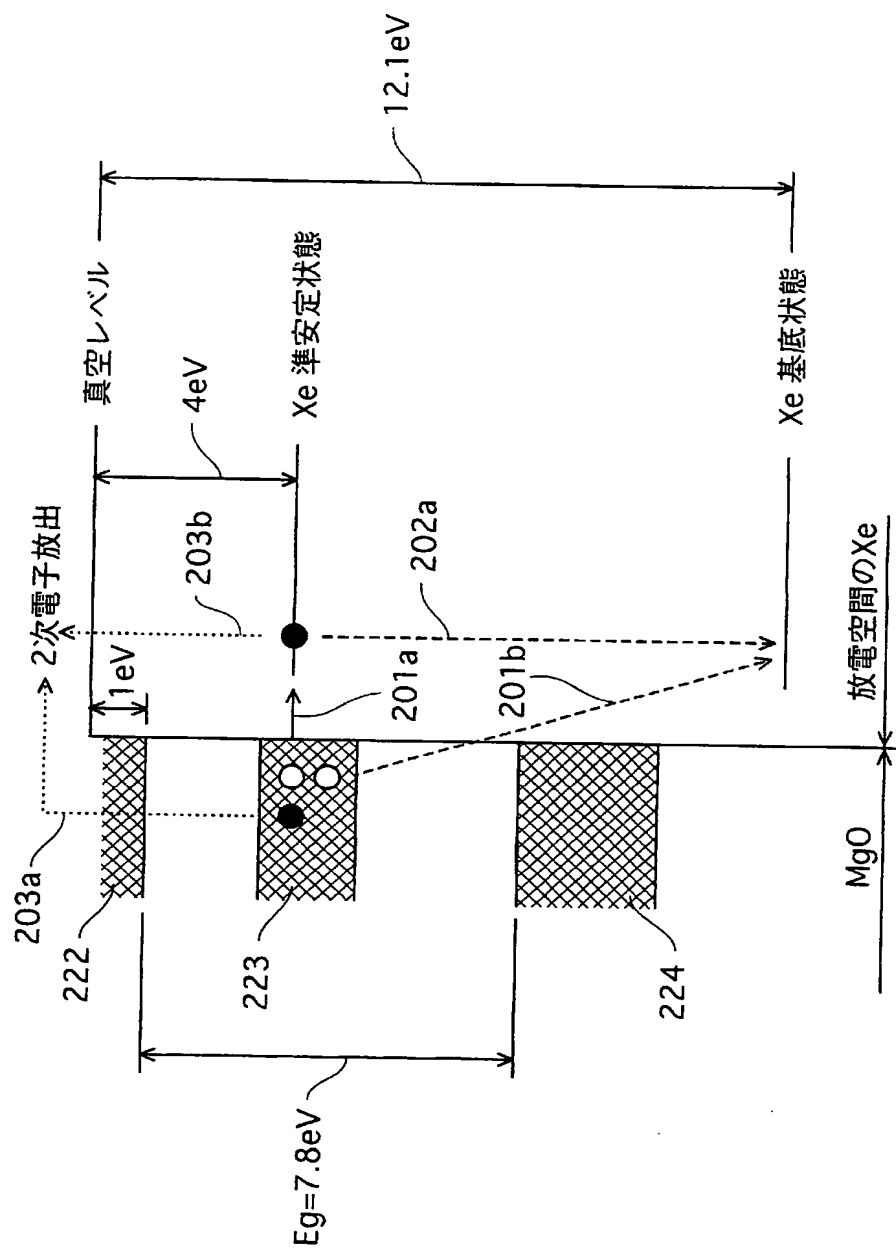 2次電子放出
真空レベル
203a
1eV
203b
4eV
12.1eV
222
Xe 準安定状態
223
201a
202a
201b
Eg=7.8eV
224
Xe 基底状態
MgO
放電空間のXe